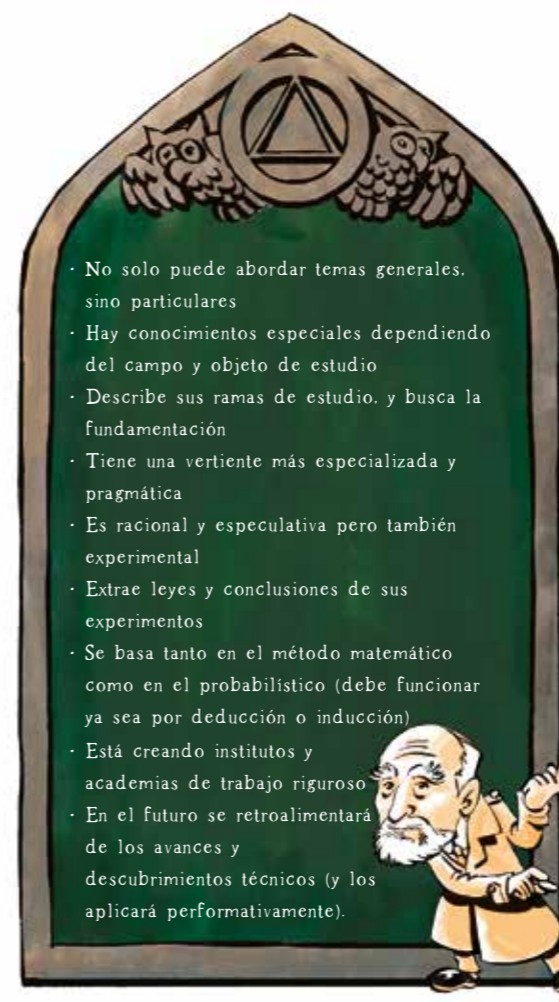 · No solo puede abordar temas generales,
sino particulares
· Hay conocimientos especiales dependiendo
del campo y objeto de estudio
· Describe sus ramas de estudio, y busca la
fundamentación
· Tiene una vertiente más especializada y
pragmática
· Es racional y especulativa pero también
experimental
· Extrae leyes y conclusiones de sus
experimentos
· Se basa tanto en el método matemático
como en el probabilístico (debe funcionar
ya sea por deducción o inducción)
· Está creando institutos y
academias de trabajo riguroso
· En el futuro se retroalimentará
de los avances y
descubrimientos técnicos (y los
aplicará performativamente).